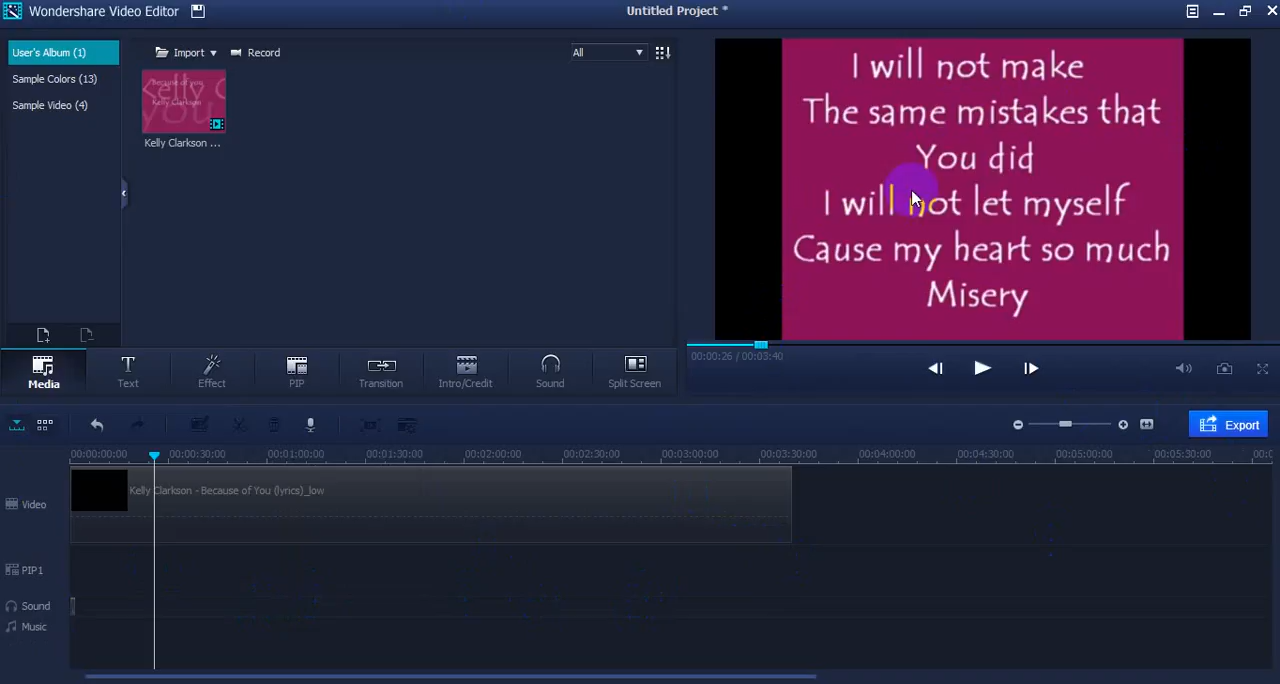 Wondershare Video Editor
Untitled Project *
User's Album (1)
Sample Colors (13)
Sample Video (4)
Import
Record
All
Because of you
Kelly Clarkson
Kelly Clarkson ...
I will not make
The same mistakes that
You did
I will not let myself
Cause my heart so much
Misery
00:00:26 / 00:03:40
Media
Text
Effect
PIP
Transition
Intro/Credit
Sound
Split Screen
Export
00:00:00:00 00:00:30:00 00:01:00:00 00:01:30:00 00:02:00:00 00:02:30:00 00:03:00:00 00:03:30:00 00:04:00:00 00:04:30:00 00:05:00:00 00:05:30:00
Video
Kelly Clarkson - Because of You (lyrics)_low
PIP1
Sound
Music